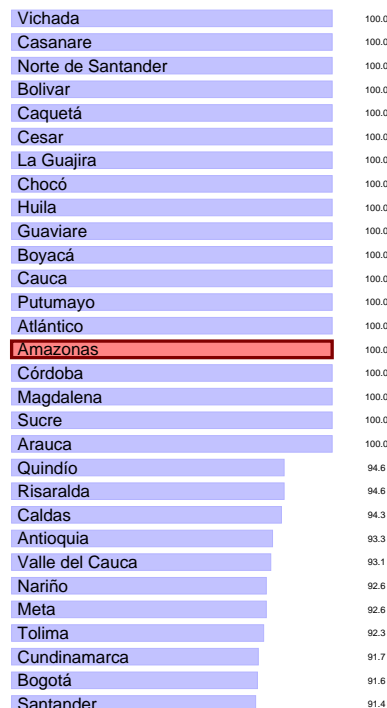 Vichada 100.0
Casanare 100.0
Norte de Santander 100.0
Bolivar 100.0
Caquetá 100.0
Cesar 100.0
La Guajira 100.0
Chocó 100.0
Huila 100.0
Guaviare 100.0
Boyacá 100.0
Cauca 100.0
Putumayo 100.0
Atlántico 100.0
Amazonas 100.0
Córdoba 100.0
Magdalena 100.0
Sucre 100.0
Arauca 100.0
Quindío 94.6
Risaralda 94.6
Caldas 94.3
Antioquia 93.3
Valle del Cauca 93.1
Nariño 92.6
Meta 92.6
Tolima 92.3
Cundinamarca 91.7
Bogotá 91.6
Santander 91.4